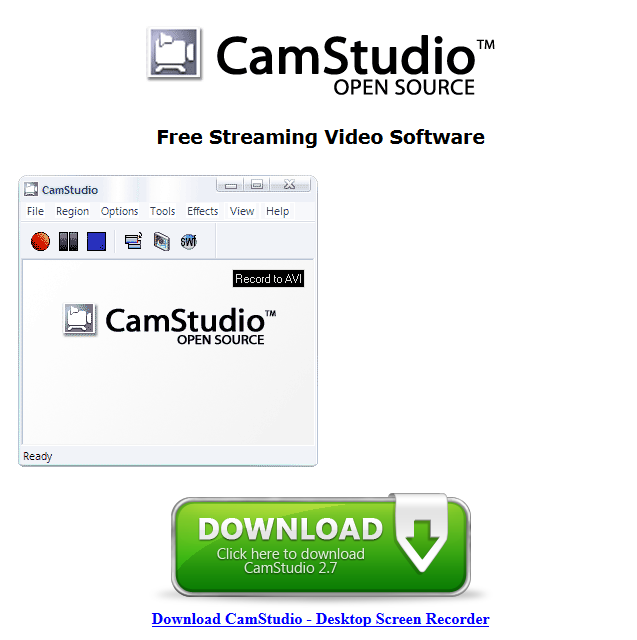 CamStudio™
OPEN SOURCE
Free Streaming Video Software
CamStudio
File Region Options Tools Effects View Help
SWF
Record to AVI
CamStudio™
OPEN SOURCE
Ready
DOWNLOAD
Click here to download
CamStudio 2.7
Download CamStudio - Desktop Screen Recorder